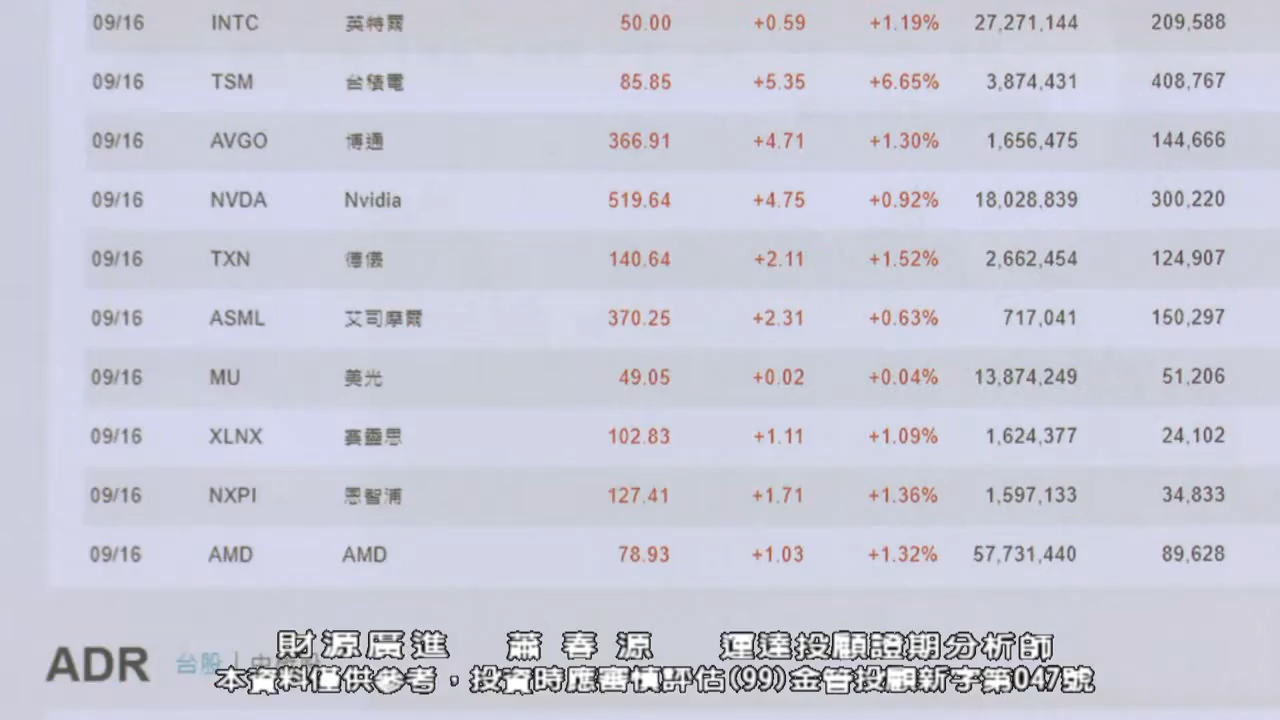 09/16 INTC 英特爾 50.00 +0.59 +1.19% 27,271,144 209,588
09/16 TSM 台積電 85.85 +5.35 +6.65% 3,874,431 408,767
09/16 AVGO 博通 366.91 +4.71 +1.30% 1,656,475 144,666
09/16 NVDA Nvidia 519.64 +4.75 +0.92% 18,028,839 300,220
09/16 TXN 德儀 140.64 +2.11 +1.52% 2,662,454 124,907
09/16 ASML 艾司摩爾 370.25 +2.31 +0.63% 717,041 150,297
09/16 MU 美光 49.05 +0.02 +0.04% 13,874,249 51,206
09/16 XLNX 賽靈思 102.83 +1.11 +1.09% 1,624,377 24,102
09/16 NXPI 恩智浦 127.41 +1.71 +1.36% 1,597,133 34,833
09/16 AMD AMD 78.93 +1.03 +1.32% 57,731,440 89,628
財源廣進 蕭春源 運達投顧證期分析師
ADR 台股 |
本資料僅供參考，投資時應審慎評估(99)金管投顧新字第047號